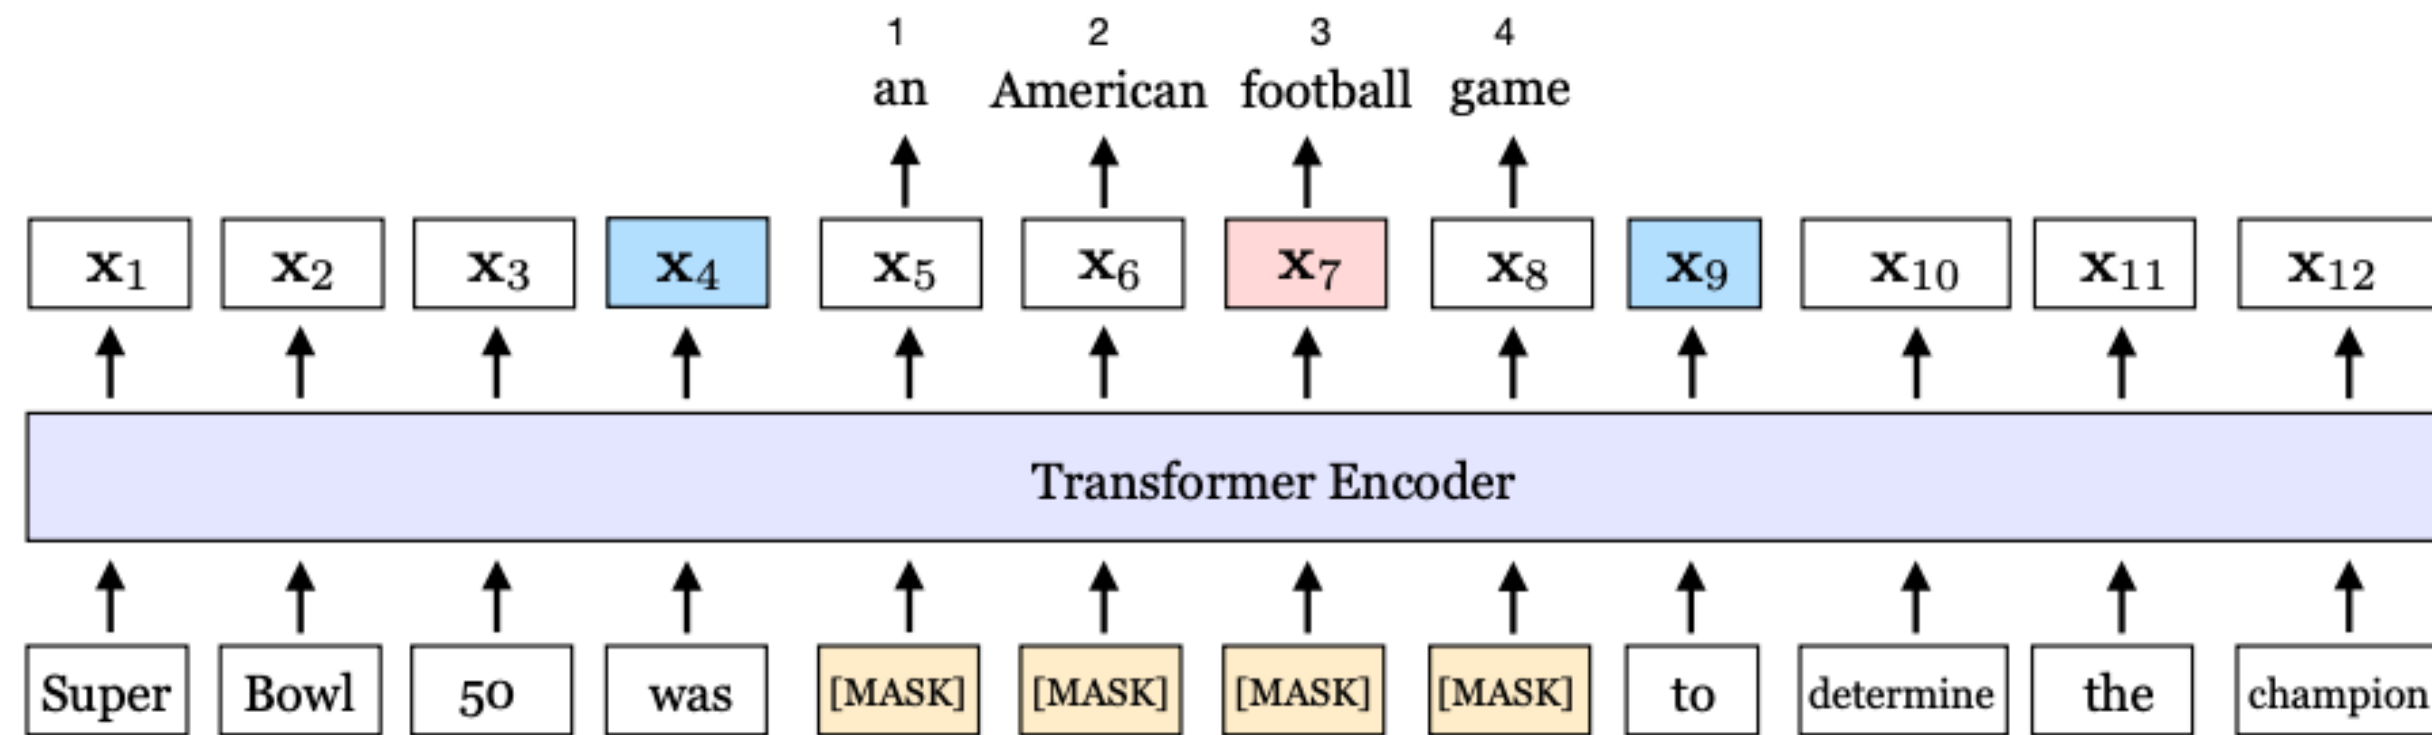 1 2 3 4
an American football game
x₁ x₂ x₃ x₄ x₅ x₆ x₇ x₈ x₉ x₁₀ x₁₁ x₁₂
Transformer Encoder
Super Bowl 50 was [MASK] [MASK] [MASK] [MASK] to determine the champion